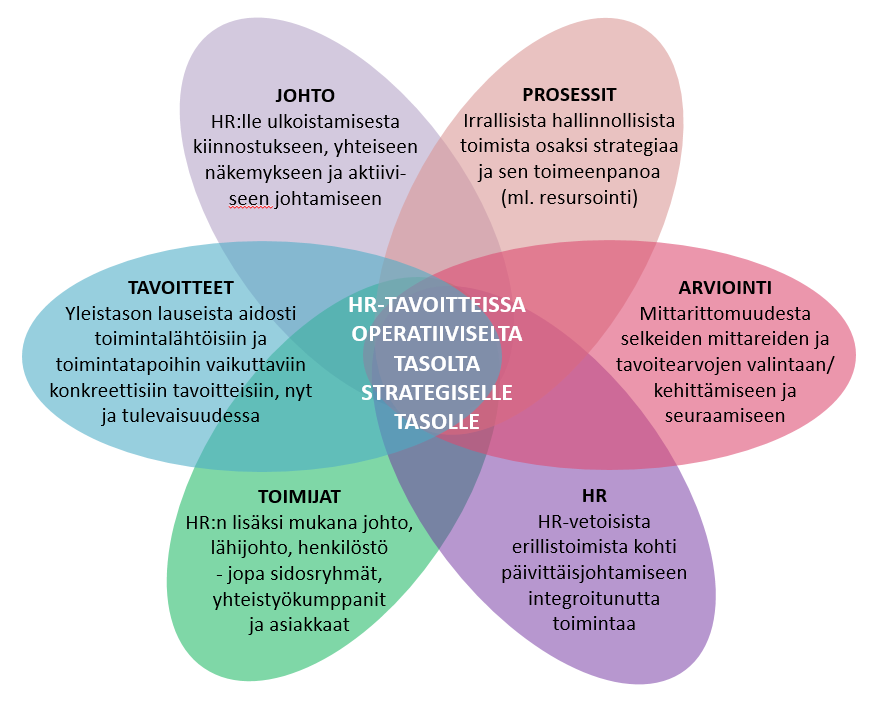 JOHTO
HR:lle ulkoistamisesta
kiinnostukseen, yhteiseen
näkemykseen ja aktiivi-
seen johtamiseen
PROSESSIT
Irrallisista hallinnollisista
toimista osaksi strategiaa
ja sen toimeenpanoa
(ml. resursointi)
TAVOITTEET
Yleistason lauseista aidosti
toimintalähtöisiin ja
toimintatapoihin vaikuttaviin
konkreettisiin tavoitteisiin, nyt
ja tulevaisuudessa
HR-TAVOITTEISSA
OPERATIIVISELTA
TASOLTA
STRATEGISELLE
TASOLLE
ARVIOINTI
Mittarittomuudesta
selkeiden mittareiden ja
tavoitearvojen valintaan/
kehittämiseen ja
seuraamiseen
TOIMIJAT
HR:n lisäksi mukana johto,
lähijohto, henkilöstö
- jopa sidosryhmät,
yhteistyökumppanit
ja asiakkaat
HR
HR-vetoisista
erillistoimista kohti
päivittäisjohtamiseen
integroitunutta
toimintaa